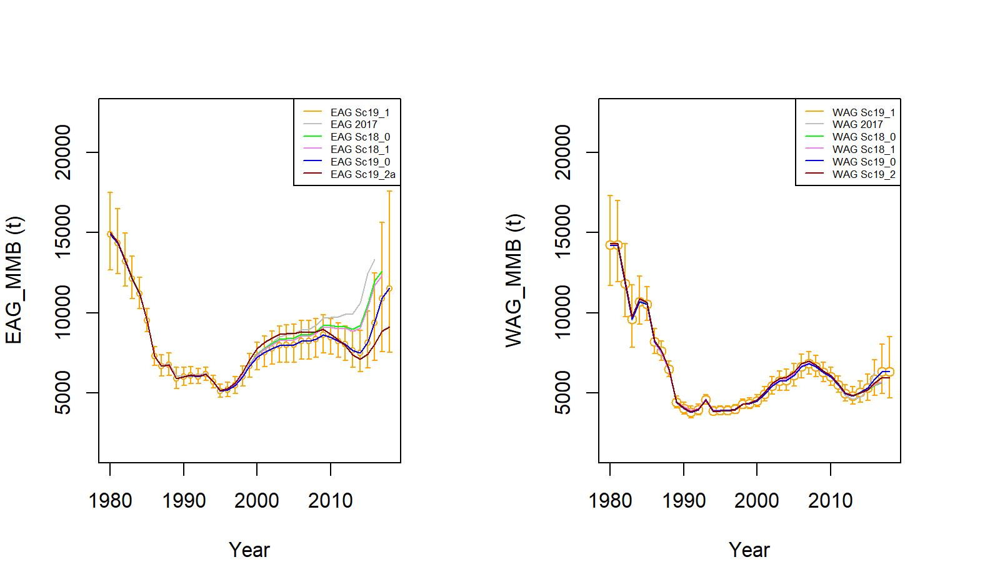 EAG_MMB (t)
20000
15000
10000
5000
EAG Sc19_1
EAG 2017
EAG Sc18_0
EAG Sc18_1
EAG Sc19_0
EAG Sc19_2a
1980 1990 2000 2010
Year
WAG_MMB (t)
20000
15000
10000
5000
WAG Sc19_1
WAG 2017
WAG Sc18_0
WAG Sc18_1
WAG Sc19_0
WAG Sc19_2
1980 1990 2000 2010
Year